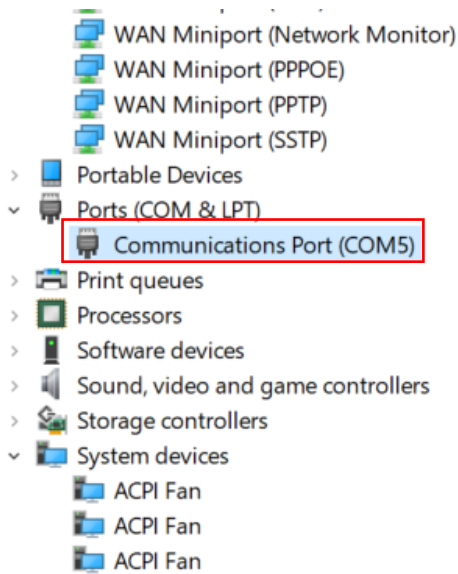 WAN Miniport (Network Monitor)
WAN Miniport (PPPOE)
WAN Miniport (PPTP)
WAN Miniport (SSTP)
Portable Devices
Ports (COM & LPT)
Communications Port (COM5)
Print queues
Processors
Software devices
Sound, video and game controllers
Storage controllers
System devices
ACPI Fan
ACPI Fan
ACPI Fan